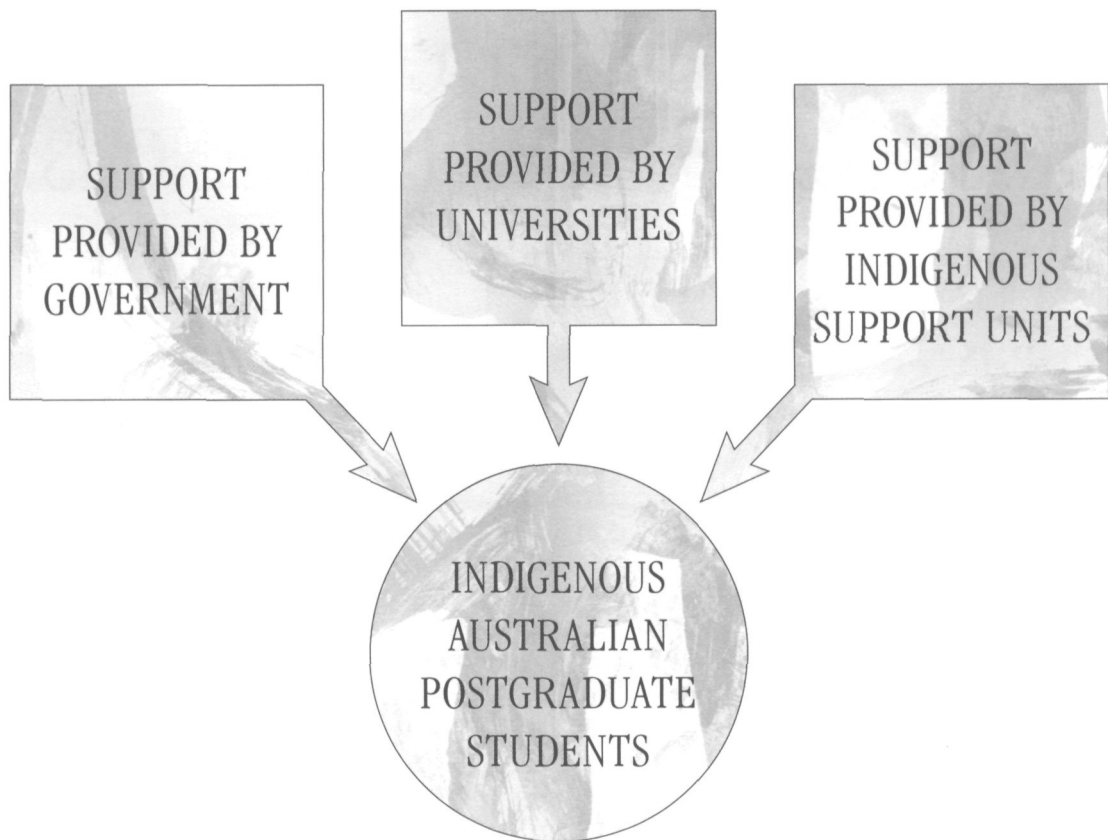 SUPPORT
PROVIDED BY
GOVERNMENT
SUPPORT
PROVIDED BY
UNIVERSITIES
SUPPORT
PROVIDED BY
INDIGENOUS
SUPPORT UNITS
INDIGENOUS
AUSTRALIAN
POSTGRADUATE
STUDENTS